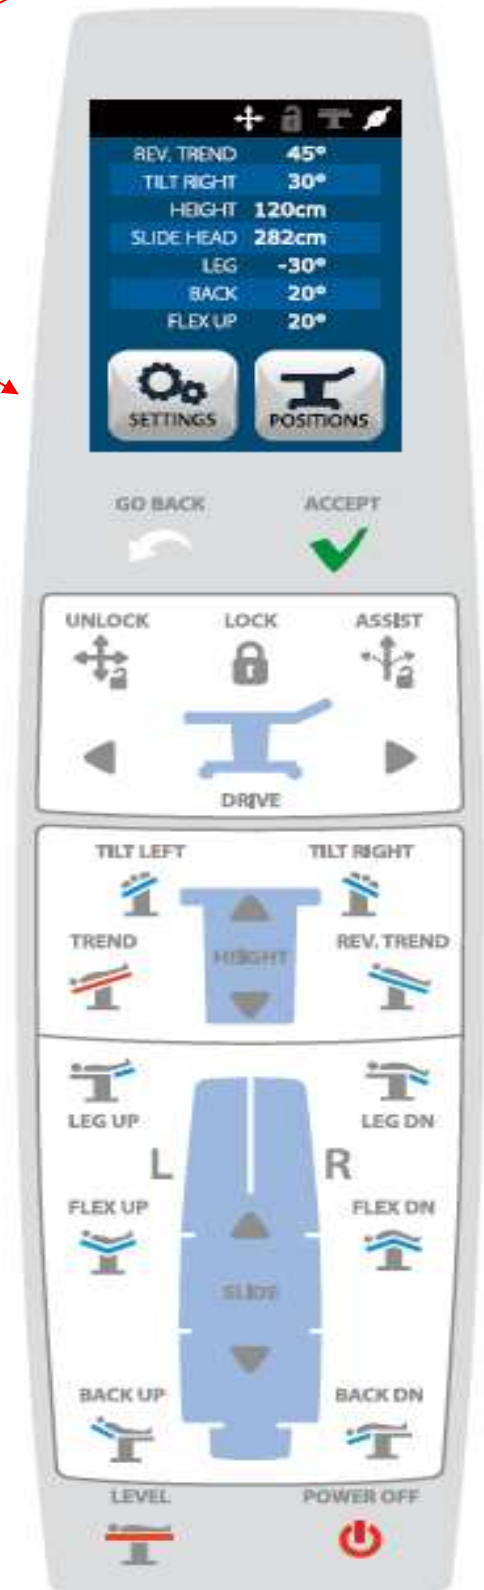 REV. TREND 45°
TILT RIGHT 30°
HEIGHT 120cm
SLIDE HEAD 282cm
LEG -30°
BACK 20°
FLEX UP 20°
SETTINGS POSITIONS
GO BACK ACCEPT
UNLOCK LOCK ASSIST
DRIVE
TILT LEFT TILT RIGHT
TREND HEIGHT REV. TREND
LEG UP LEG DN
L R
FLEX UP FLEX DN
SLIDE
BACK UP BACK DN
LEVEL POWER OFF